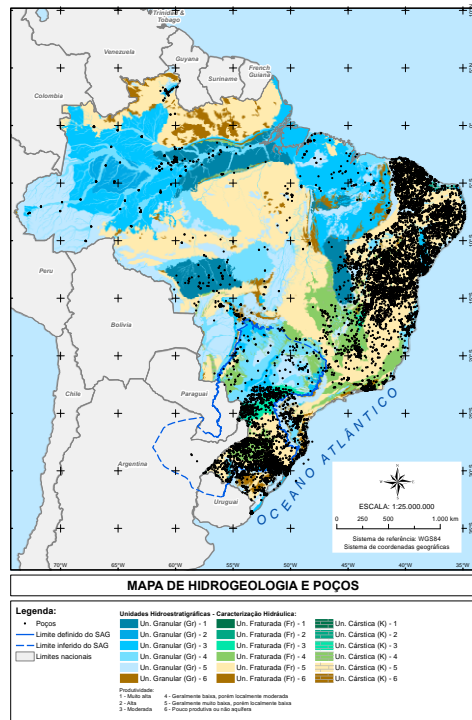 Trinidad &
Tobago
Venezuela
Guyana
Suriname
French
Guiana
Colombia
Peru
Bolivia
Chile
Paraguai
Argentina
Uruguai
OCEANO ATLÂNTICO
N
ESCALA: 1:25.000.000
0 250 500 1.000 km
Sistema de referência: WGS84
Sistema de coordenadas geográficas
70°W 65°W 60°W 55°W 50°W 45°W 40°W 35°W
MAPA DE HIDROGEOLOGIA E POÇOS
Legenda:
Poços
Limite definido do SAG
Limite inferido do SAG
Limites nacionais
Unidades Hidroestratigráficas - Caracterização Hidráulica:
Un. Granular (Gr) - 1 Un. Fraturada (Fr) - 1 Un. Cárstica (K) - 1
Un. Granular (Gr) - 2 Un. Fraturada (Fr) - 2 Un. Cárstica (K) - 2
Un. Granular (Gr) - 3 Un. Fraturada (Fr) - 3 Un. Cárstica (K) - 3
Un. Granular (Gr) - 4 Un. Fraturada (Fr) - 4 Un. Cárstica (K) - 4
Un. Granular (Gr) - 5 Un. Fraturada (Fr) - 5 Un. Cárstica (K) - 5
Un. Granular (Gr) - 6 Un. Fraturada (Fr) - 6 Un. Cárstica (K) - 6
Produtividade:
1 - Muito alta 4 - Geralmente baixa, porém localmente moderada
2 - Alta 5 - Geralmente muito baixa, porém localmente baixa
3 - Moderada 6 - Pouco produtiva ou não aquífera